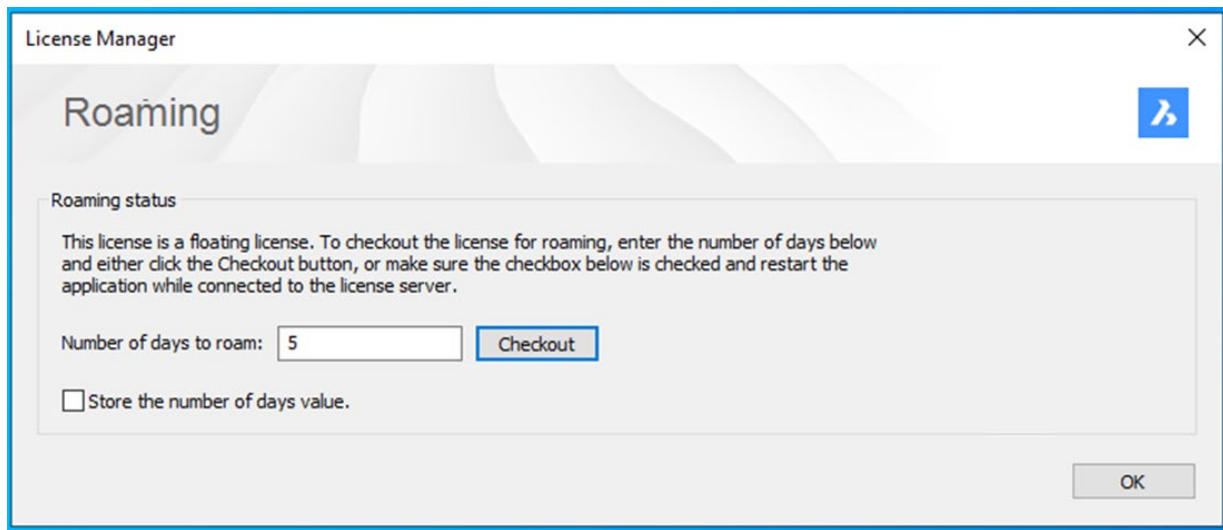 License Manager
Roaming
Roaming status
This license is a floating license. To checkout the license for roaming, enter the number of days below
and either click the Checkout button, or make sure the checkbox below is checked and restart the
application while connected to the license server.
Number of days to roam: 5 Checkout
Store the number of days value.
OK